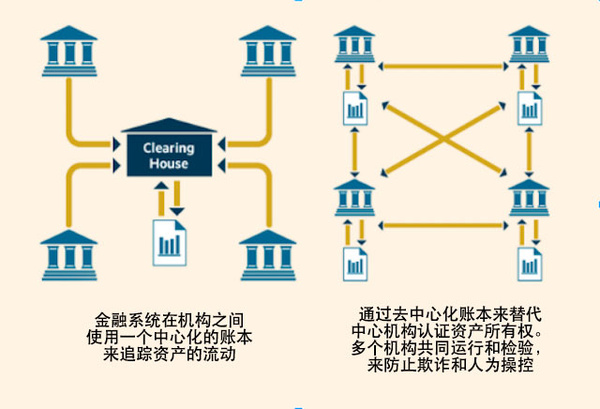 Clearing
House
金融系统在机构之间
使用一个中心化的账本
来追踪资产的流动
通过去中心化账本来替代
中心机构认证资产所有权。
多个机构共同运行和检验，
来防止欺诈和人为操控